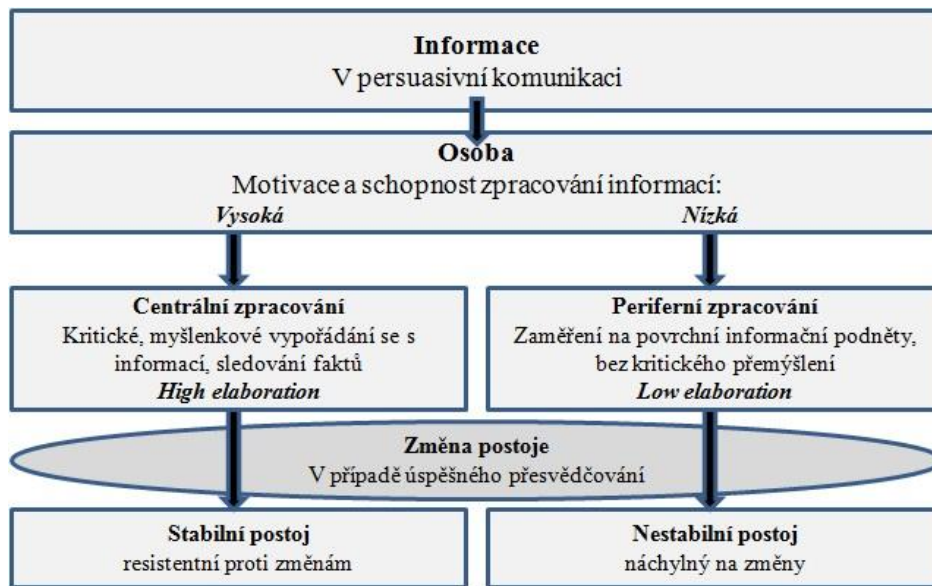 Informace
V persuasivní komunikaci
Osoba
Motivace a schopnost zpracování informací:
Vysoká
Nízká
Centrální zpracování
Kritické, myšlenkové vypořádání se s
informací, sledování faktů
High elaboration
Periferní zpracování
Zaměření na povrchní informační podněty,
bez kritického přemýšlení
Low elaboration
Změna postoje
V případě úspěšného přesvědčování
Stabilní postoj
resistentní proti změnám
Nestabilní postoj
náchylný na změny